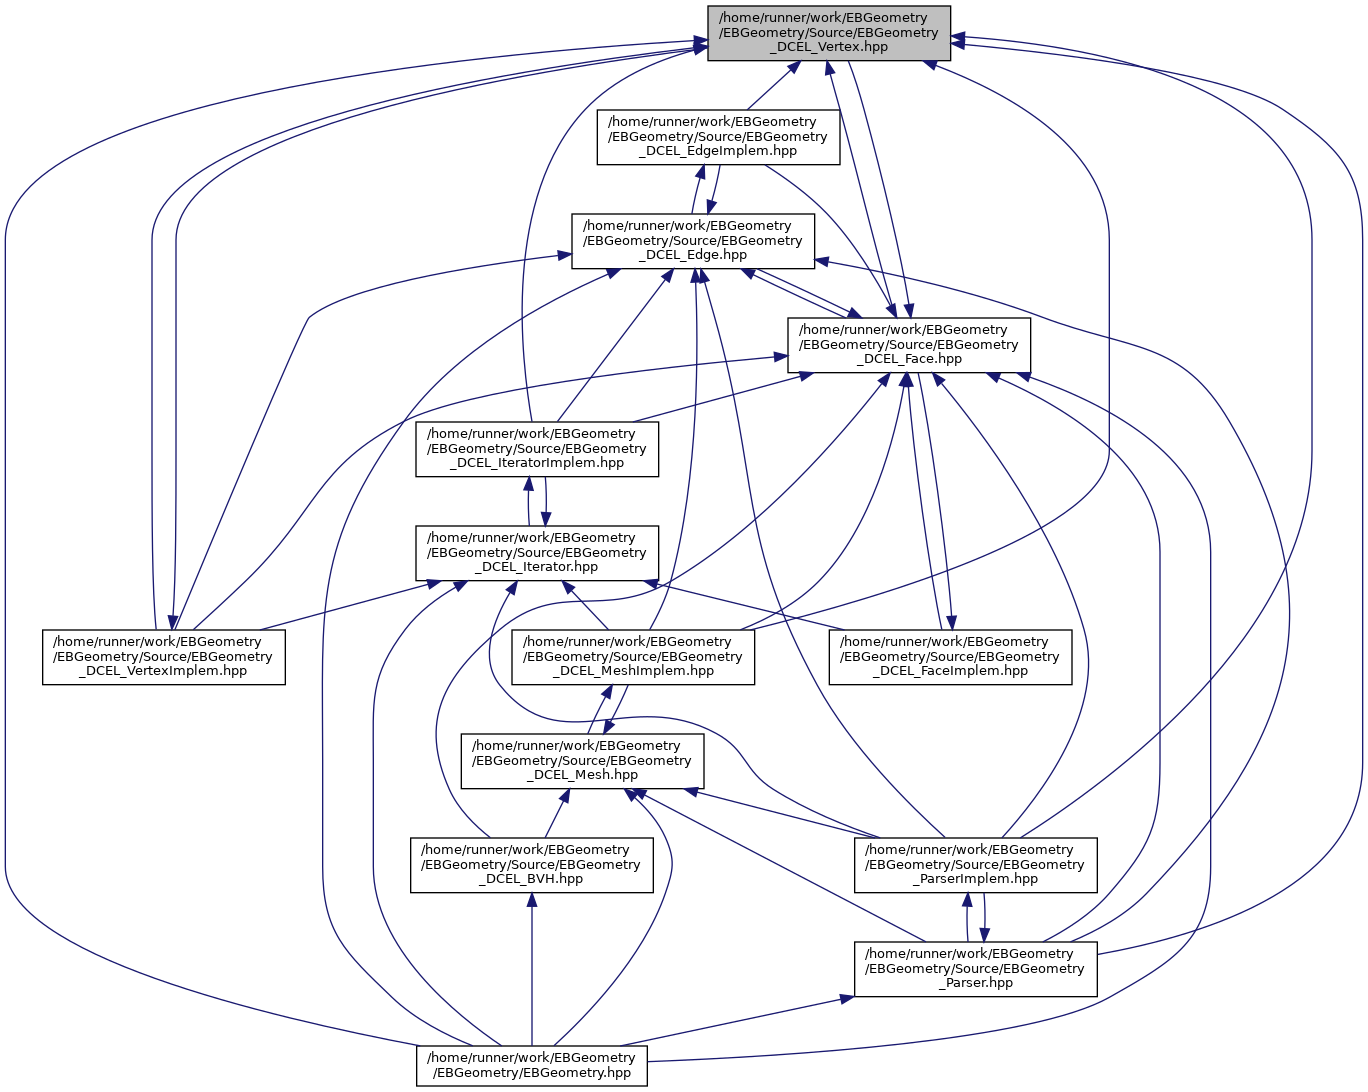 /home/runner/work/EBGeometry
/EBGeometry/Source/EBGeometry
_DCEL_Vertex.hpp
/home/runner/work/EBGeometry
/EBGeometry/Source/EBGeometry
_DCEL_EdgeImplem.hpp
/home/runner/work/EBGeometry
/EBGeometry/Source/EBGeometry
_DCEL_Edge.hpp
/home/runner/work/EBGeometry
/EBGeometry/Source/EBGeometry
_DCEL_Face.hpp
/home/runner/work/EBGeometry
/EBGeometry/Source/EBGeometry
_DCEL_IteratorImplem.hpp
/home/runner/work/EBGeometry
/EBGeometry/Source/EBGeometry
_DCEL_Iterator.hpp
/home/runner/work/EBGeometry
/EBGeometry/Source/EBGeometry
_DCEL_VertexImplem.hpp
/home/runner/work/EBGeometry
/EBGeometry/Source/EBGeometry
_DCEL_MeshImplem.hpp
/home/runner/work/EBGeometry
/EBGeometry/Source/EBGeometry
_DCEL_FaceImplem.hpp
/home/runner/work/EBGeometry
/EBGeometry/Source/EBGeometry
_DCEL_Mesh.hpp
/home/runner/work/EBGeometry
/EBGeometry/Source/EBGeometry
_DCEL_BVH.hpp
/home/runner/work/EBGeometry
/EBGeometry/Source/EBGeometry
_ParserImplem.hpp
/home/runner/work/EBGeometry
/EBGeometry/Source/EBGeometry
_Parser.hpp
/home/runner/work/EBGeometry
/EBGeometry/EBGeometry.hpp